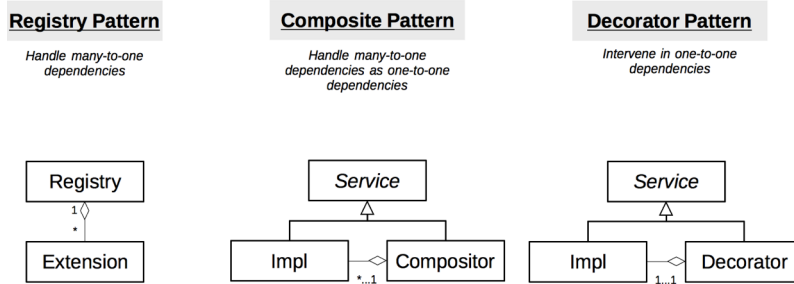 Registry Pattern
Handle many-to-one
dependencies
Registry
1
*
Extension
Composite Pattern
Handle many-to-one
dependencies as one-to-one
dependencies
Service
Impl
Compositor
*...1
Decorator Pattern
Intervene in one-to-one
dependencies
Service
Impl
Decorator
1...1